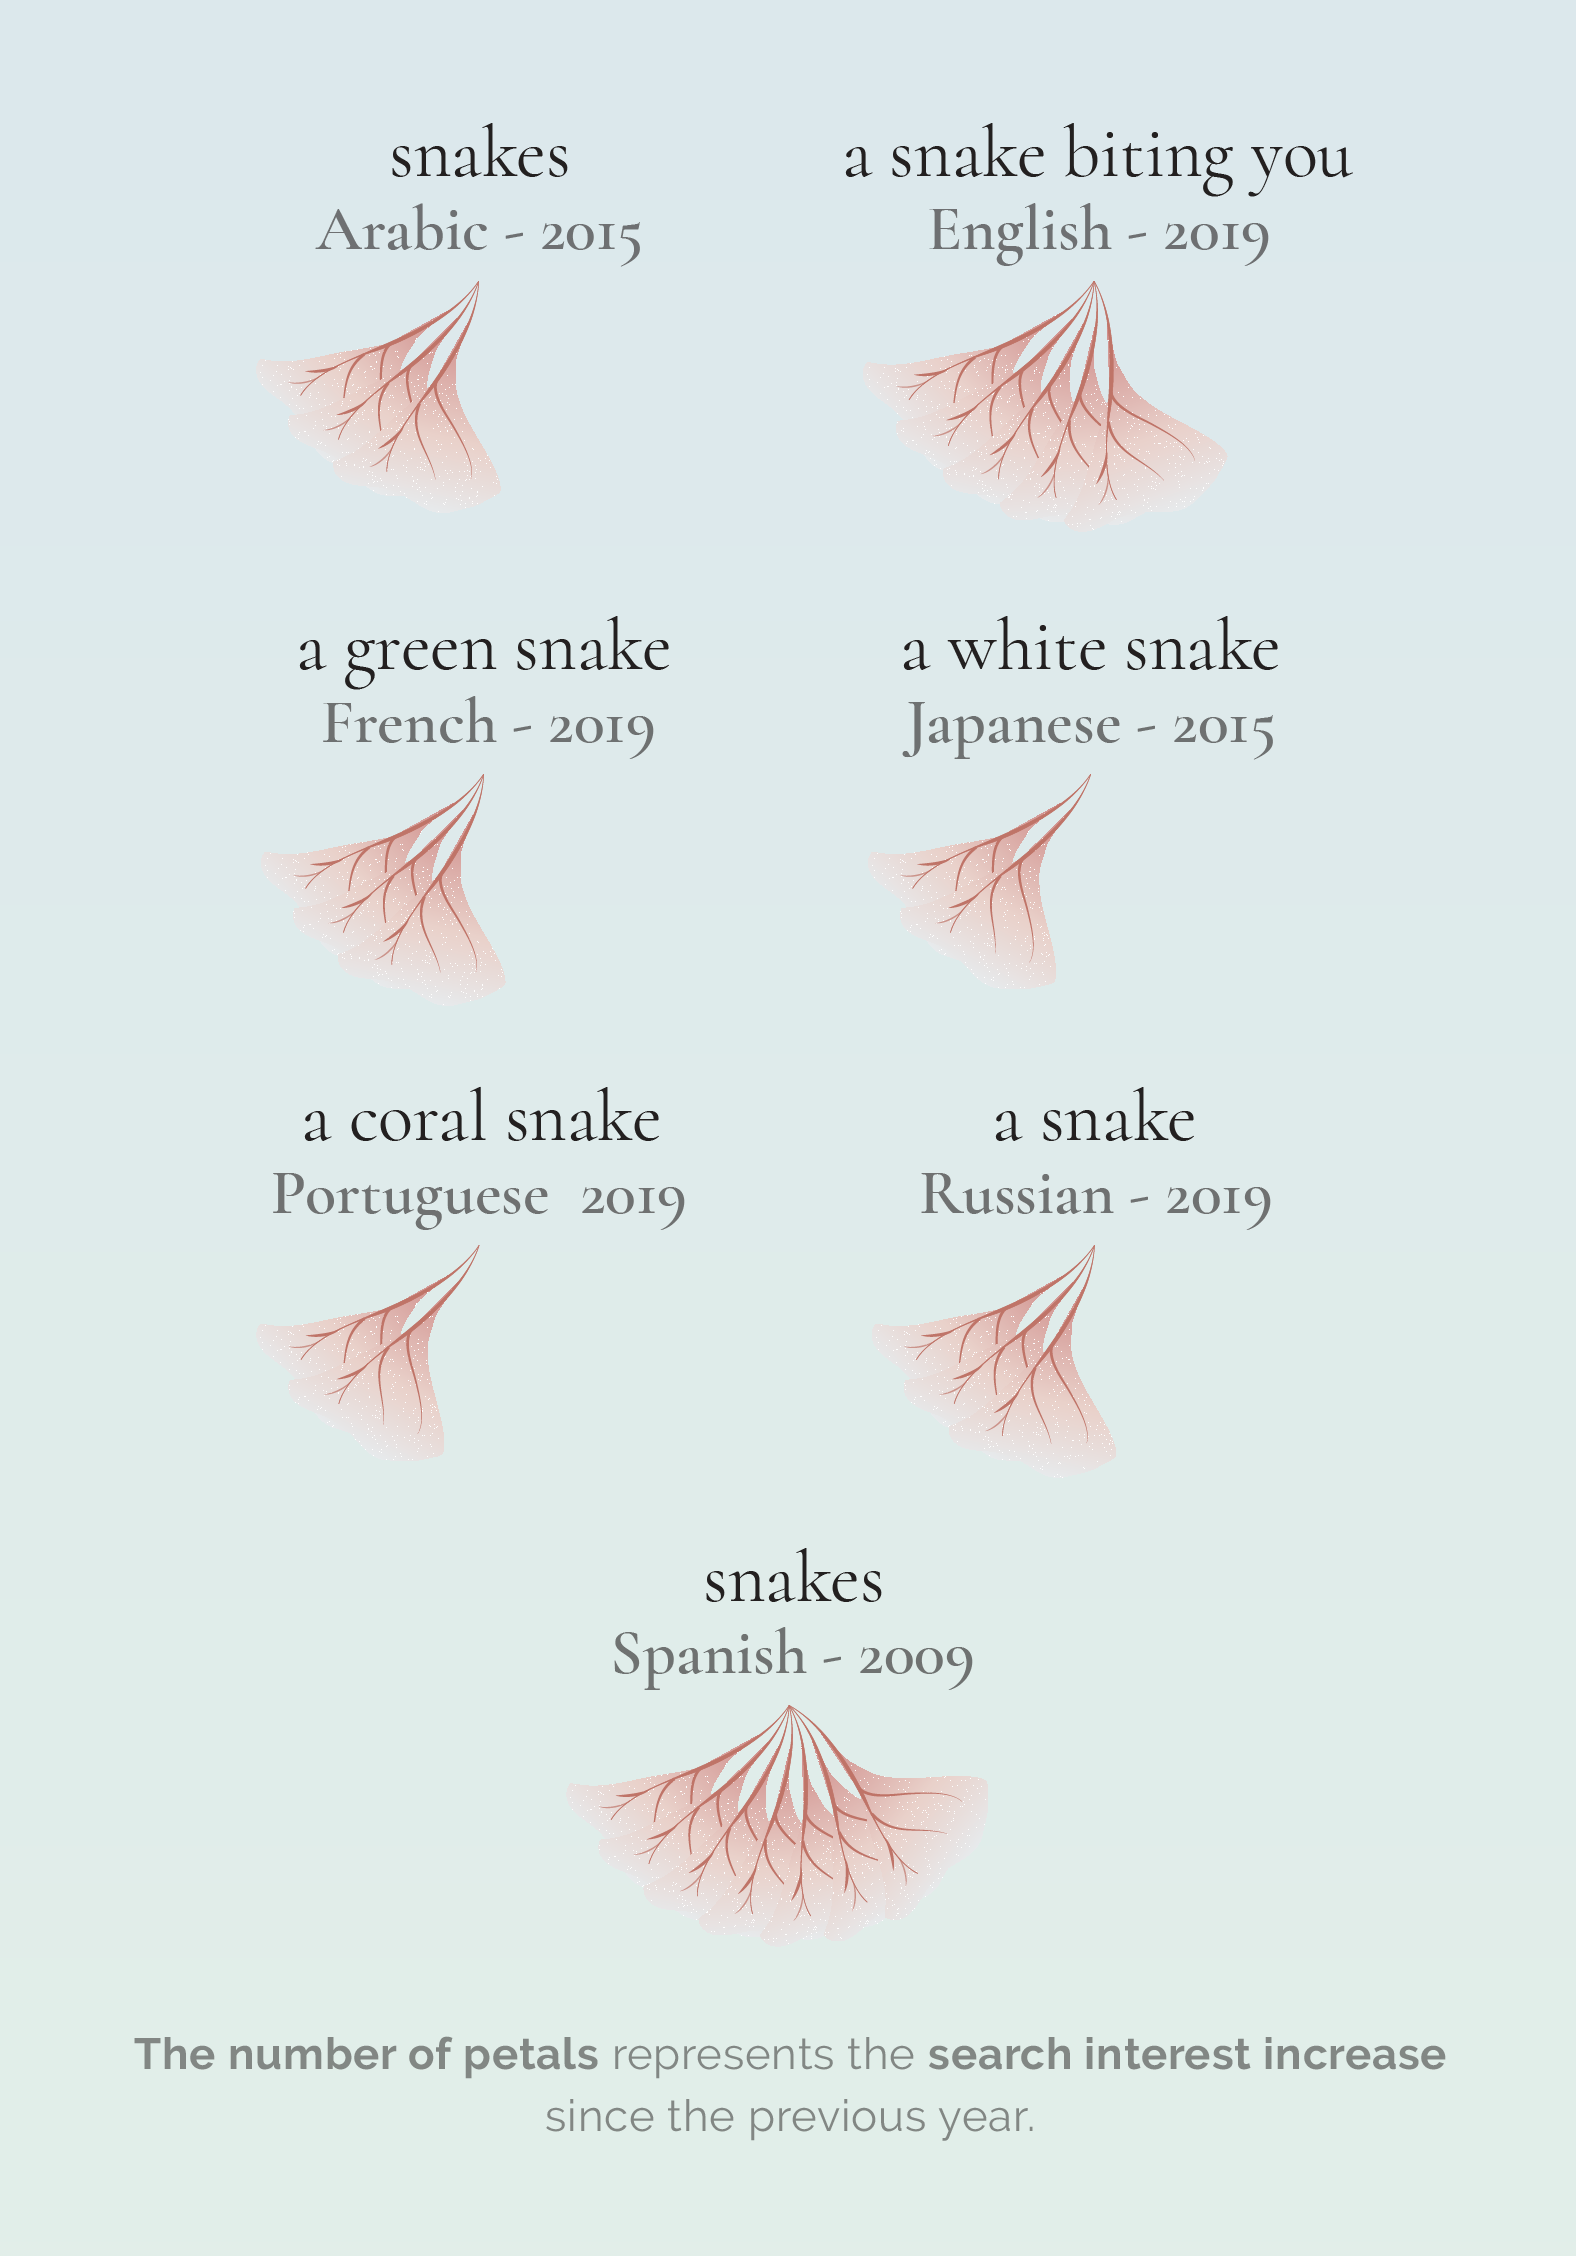 snakes
Arabic - 2015
a snake biting you
English - 2019
a green snake
French - 2019
a white snake
Japanese - 2015
a coral snake
Portuguese 2019
a snake
Russian - 2019
snakes
Spanish - 2009
The number of petals represents the search interest increase
since the previous year.